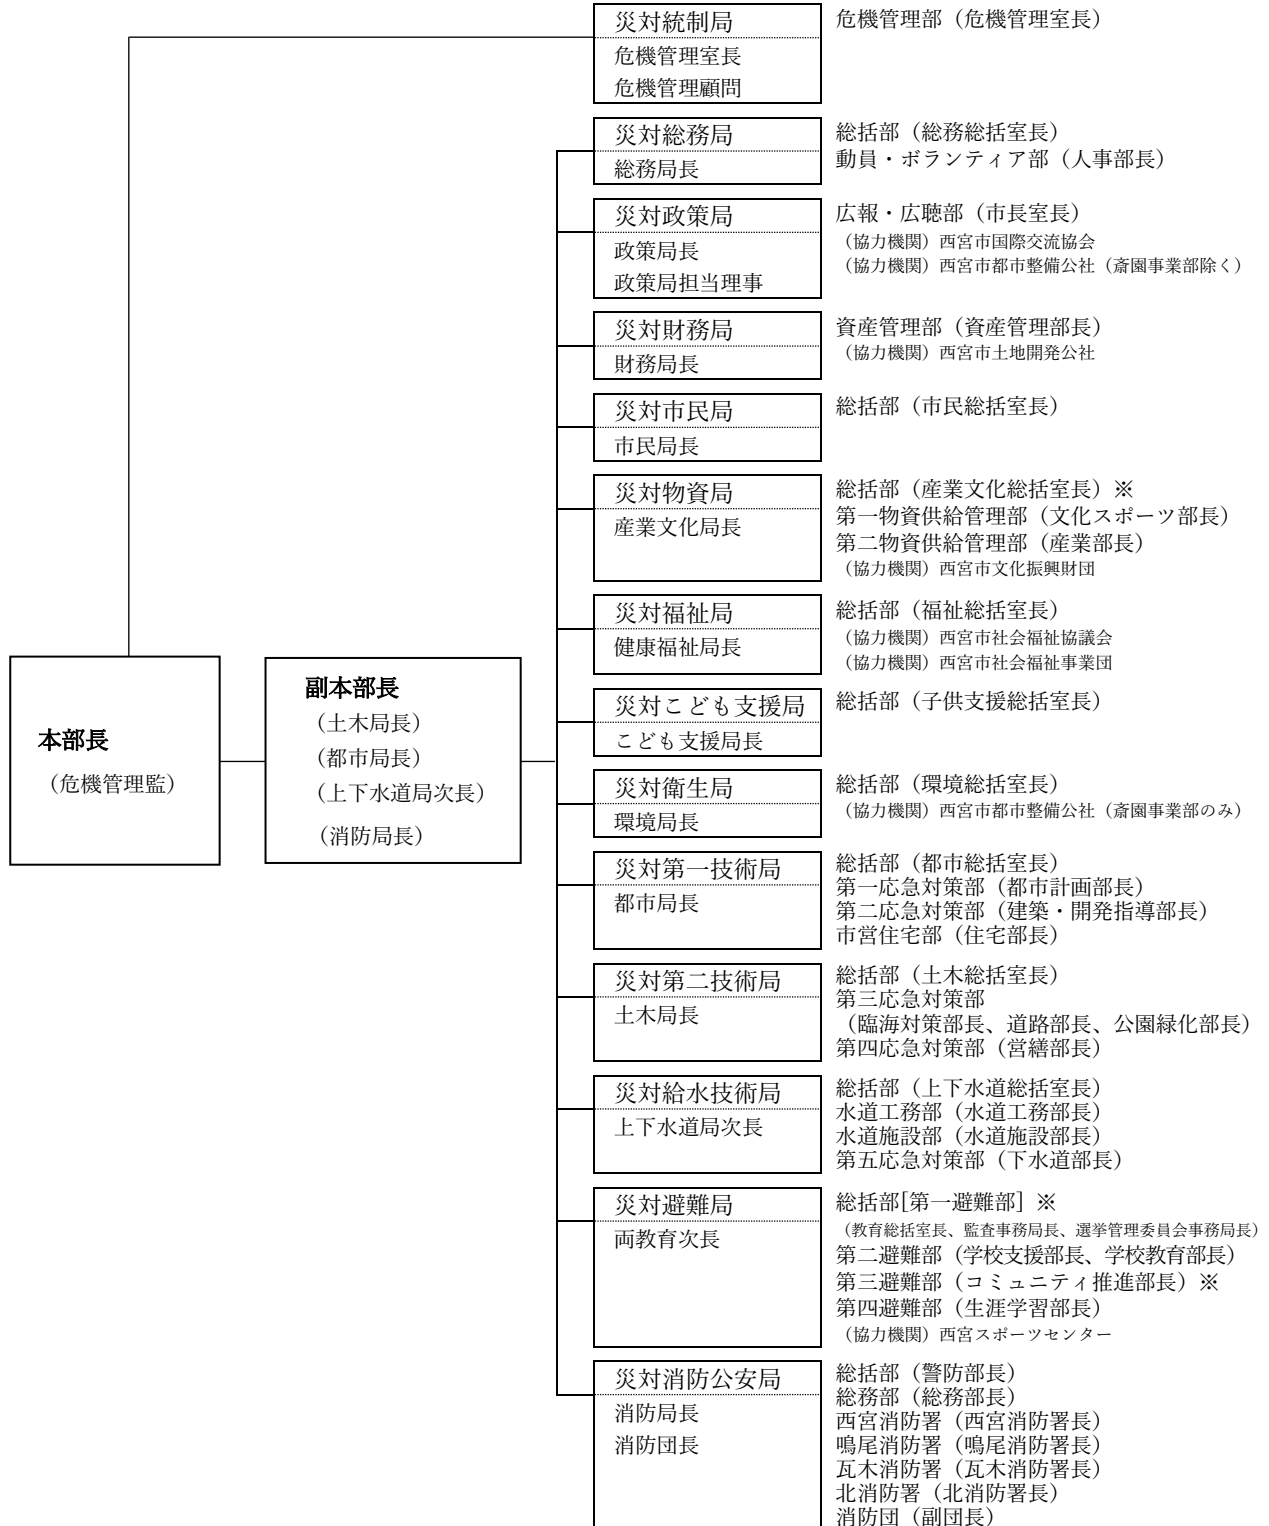 災対統制局
危機管理室長
危機管理顧問
危機管理部（危機管理室長）
災対総務局
総務局長
総括部（総務総括室長）
動員・ボランティア部（人事部長）
災対政策局
政策局長
政策局担当理事
広報・広聴部（市長室長）
（協力機関）西宮市国際交流協会
（協力機関）西宮市都市整備公社（斎園事業部除く）
災対財務局
財務局長
資産管理部（資産管理部長）
（協力機関）西宮市土地開発公社
災対市民局
市民局長
総括部（市民総括室長）
災対物資局
産業文化局長
総括部（産業文化総括室長）※
第一物資供給管理部（文化スポーツ部長）
第二物資供給管理部（産業部長）
（協力機関）西宮市文化振興財団
災対福祉局
健康福祉局長
総括部（福祉総括室長）
（協力機関）西宮市社会福祉協議会
（協力機関）西宮市社会福祉事業団
本部長
（危機管理監）
副本部長
（土木局長）
（都市局長）
（上下水道局次長）
（消防局長）
災対こども支援局
こども支援局長
総括部（子供支援総括室長）
災対衛生局
環境局長
総括部（環境総括室長）
（協力機関）西宮市都市整備公社（斎園事業部のみ）
災対第一技術局
都市局長
総括部（都市総括室長）
第一応急対策部（都市計画部長）
第二応急対策部（建築・開発指導部長）
市営住宅部（住宅部長）
災対第二技術局
土木局長
総括部（土木総括室長）
第三応急対策部
（臨海対策部長、道路部長、公園緑化部長）
第四応急対策部（営繕部長）
災対給水技術局
上下水道局次長
総括部（上下水道総括室長）
水道工務部（水道工務部長）
水道施設部（水道施設部長）
第五応急対策部（下水道部長）
災対避難局
両教育次長
総括部[第一避難部] ※
（教育総括室長、監査事務局長、選挙管理委員会事務局長）
第二避難部（学校支援部長、学校教育部長）
第三避難部（コミュニティ推進部長）※
第四避難部（生涯学習部長）
（協力機関）西宮スポーツセンター
災対消防公安局
消防局長
消防団長
総括部（警防部長）
総務部（総務部長）
西宮消防署（西宮消防署長）
鳴尾消防署（鳴尾消防署長）
瓦木消防署（瓦木消防署長）
北消防署（北消防署長）
消防団（副団長）